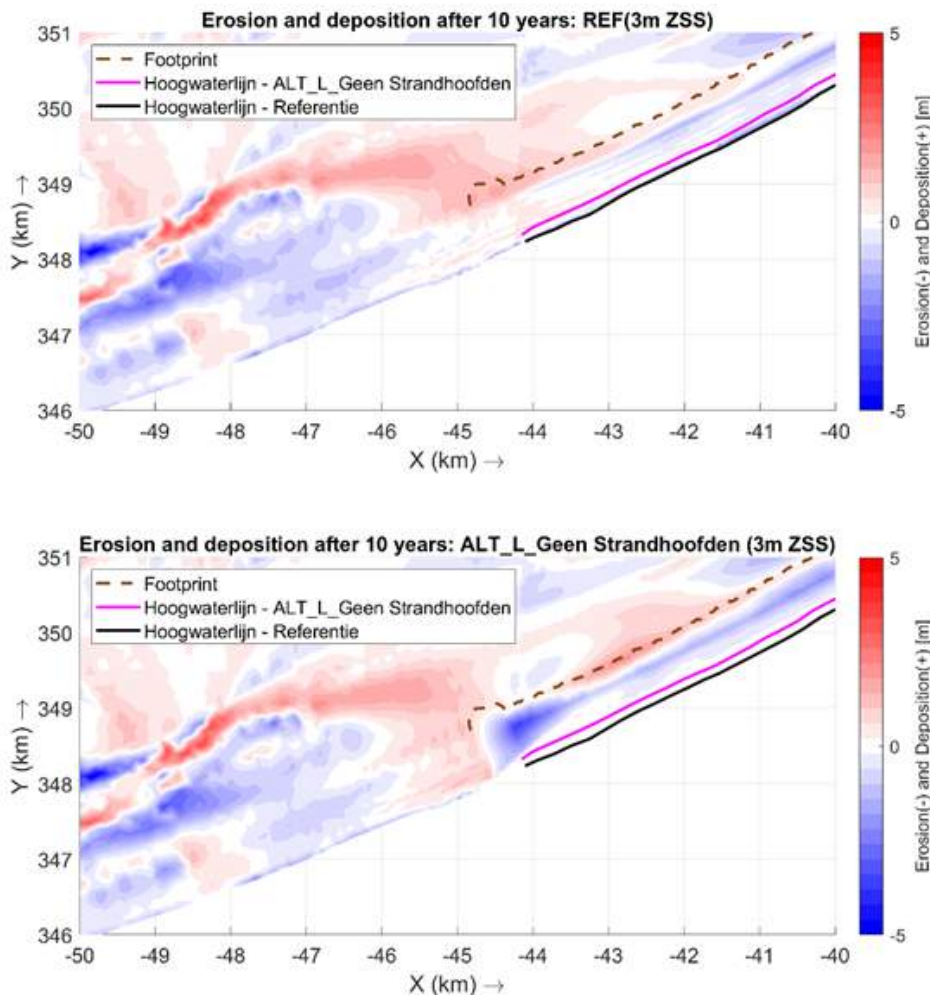 Erosion and deposition after 10 years: REF(3m ZSS)
351
350
349
348
347
346
Y (km) →
Footprint
Hoogwaterlijn - ALT_L_Geen Strandhoofden
Hoogwaterlijn - Referentie
-50 -49 -48 -47 -46 -45 -44 -43 -42 -41 -40
X (km) →
5
0
-5
Erosion(-) and Deposition(+) [m]
Erosion and deposition after 10 years: ALT_L_Geen Strandhoofden (3m ZSS)
351
350
349
348
347
346
Y (km) →
Footprint
Hoogwaterlijn - ALT_L_Geen Strandhoofden
Hoogwaterlijn - Referentie
-50 -49 -48 -47 -46 -45 -44 -43 -42 -41 -40
X (km) →
5
0
-5
Erosion(-) and Deposition(+) [m]